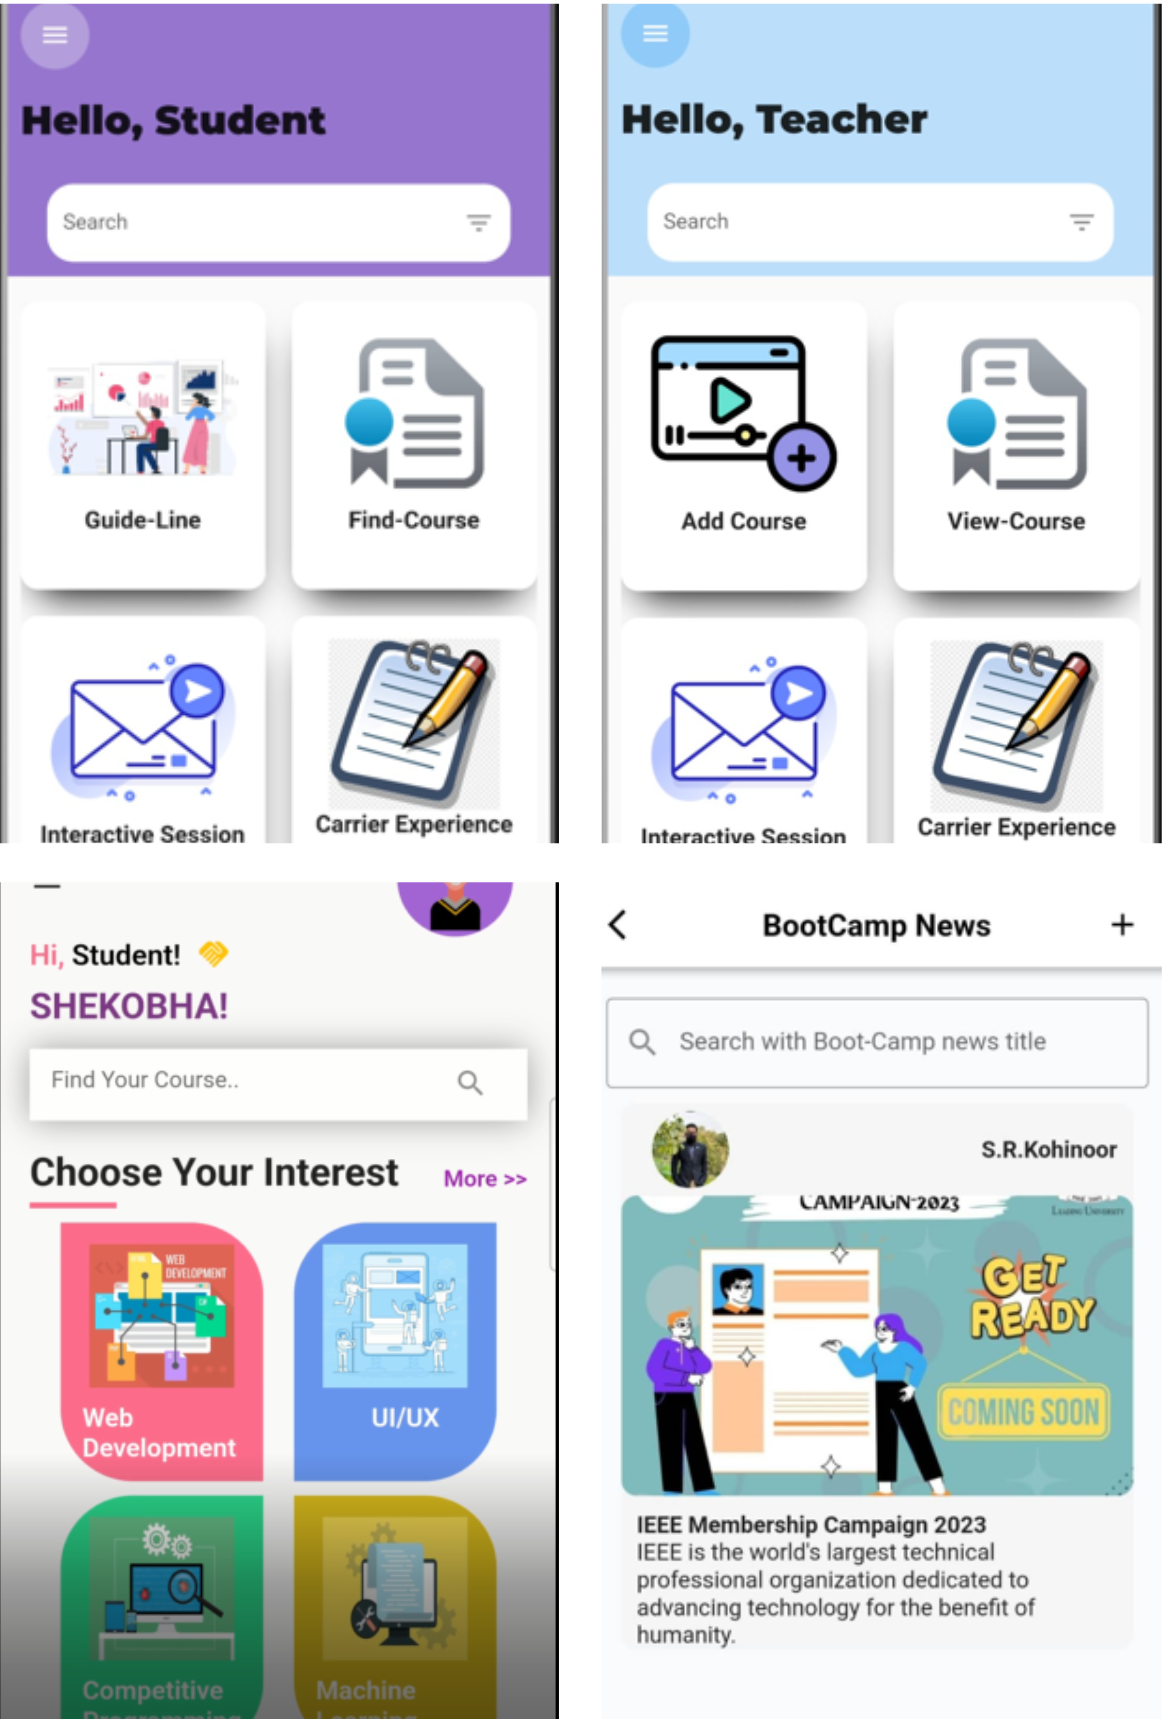 Hello, Student
Search
Guide-Line
Find-Course
Interactive Session
Carrier Experience
Hello, Teacher
Search
Add Course
View-Course
Interactive Session
Carrier Experience
Hi, Student!
SHEKOBHA!
Find Your Course..
Choose Your Interest
More >>
WEB
DEVELOPMENT
Web
Development
UI/UX
Competitive
Programming
Machine
Learning
BootCamp News
Search with Boot-Camp news title
S.R.Kohinoor
CAMPAIGN-2023
LEADING UNIVERSITY
GET
READY
COMING SOON
IEEE Membership Campaign 2023
IEEE is the world's largest technical
professional organization dedicated to
advancing technology for the benefit of
humanity.